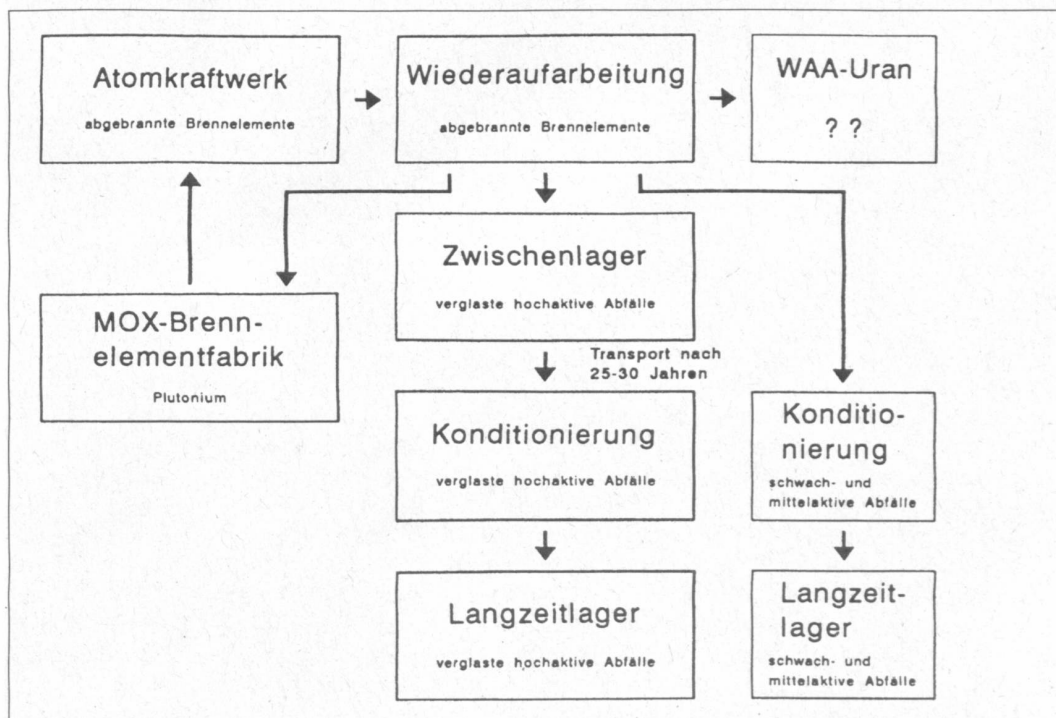 Atomkraftwerk
abgebrannte Brennelemente
Wiederaufarbeitung
abgebrannte Brennelemente
WAA-Uran
? ?
Zwischenlager
verglaste hochaktive Abfälle
MOX-Brenn-
elementfabrik
Plutonium
Transport nach
25-30 Jahren
Konditionierung
verglaste hochaktive Abfälle
Konditio-
nierung
schwach- und
mittelaktive Abfälle
Langzeitlager
verglaste hochaktive Abfälle
Langzeit-
lager
schwach- und
mittelaktive Abfälle